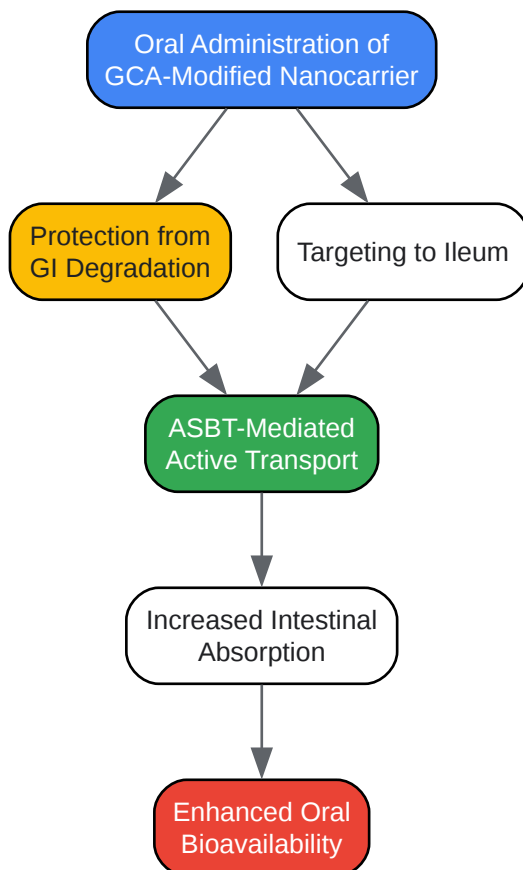 Oral Administration of
GCA-Modified Nanocarrier
Protection from
GI Degradation
Targeting to Ileum
ASBT-Mediated
Active Transport
Increased Intestinal
Absorption
Enhanced Oral
Bioavailability